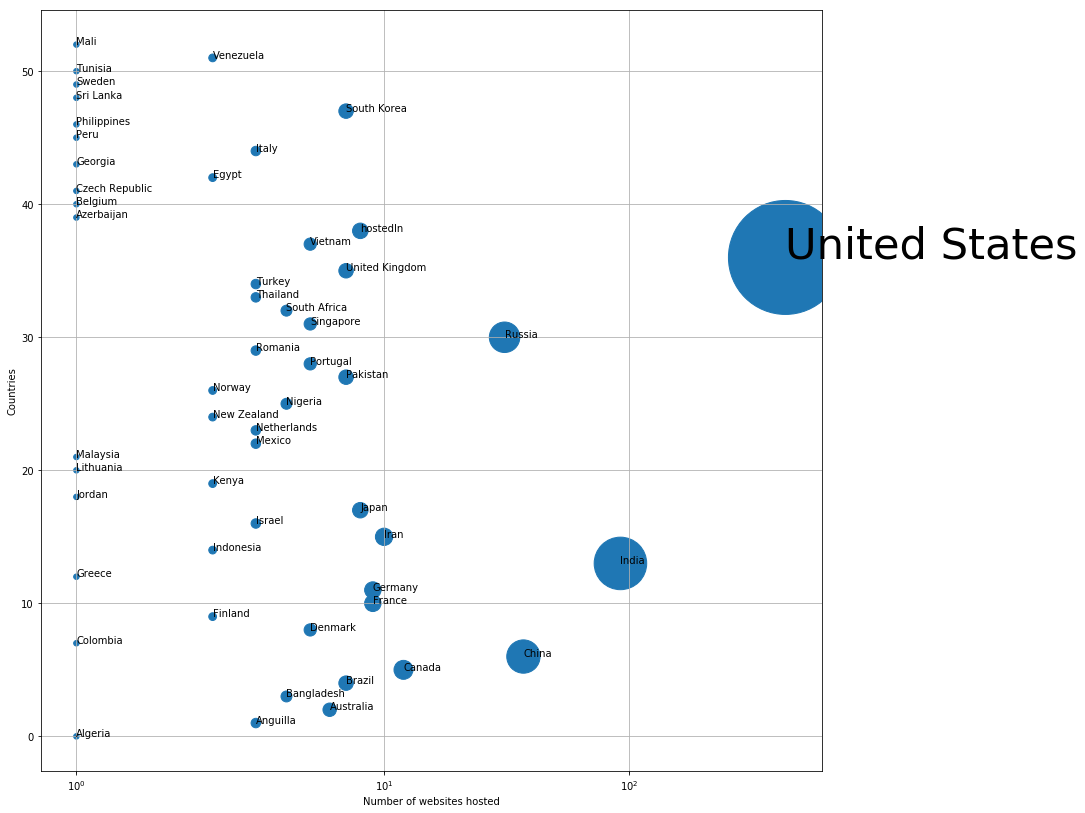 Mali
Venezuela
Tunisia
50
Sweden
Sri Lanka
South Korea
Philippines
Peru
Italy
Georgia
Egypt
Czech Republic
Belgium
40
Azerbaijan
hostedIn
Vietnam
United States
United Kingdom
Turkey
Thailand
South Africa
Singapore
Russia
30
Romania
Portugal
Pakistan
Norway
Nigeria
New Zealand
Netherlands
Mexico
Malaysia
Lithuania
20
Kenya
Jordan
Japan
Israel
Iran
Indonesia
India
Greece
Germany
France
10
Finland
Denmark
Colombia
China
Canada
Brazil
Bangladesh
Australia
Anguilla
Algeria
0
Countries
10⁰ 10¹ 10²
Number of websites hosted